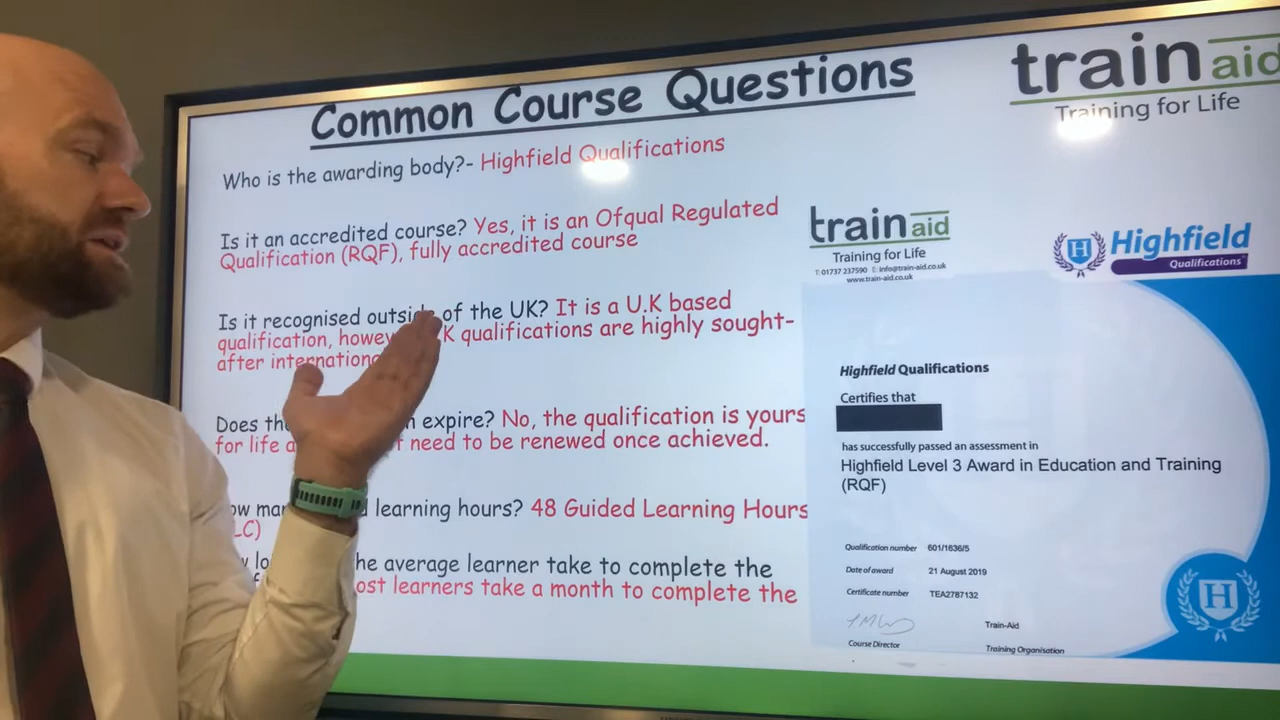 Common Course Questions
train aid
Training for Life
Who is the awarding body?- Highfield Qualifications
Is it an accredited course? Yes, it is an Ofqual Regulated
Qualification (RQF), fully accredited course
Is it recognised outside of the UK? It is a U.K based
qualification, howe K qualifications are highly sought-
after internationa
Does th expire? No, the qualification is yours
for life a need to be renewed once achieved.
ow mar learning hours? 48 Guided Learning Hours
LC)
lo he average learner take to complete the
ost learners take a month to complete the
train aid
Training for Life
T: 01737 237590 E: info@train-aid.co.uk
www.train-aid.co.uk
H Highfield
Qualifications
Highfield Qualifications
Certifies that
has successfully passed an assessment in
Highfield Level 3 Award in Education and Training
(RQF)
Qualification number 601/1636/5
Date of award 21 August 2019
Certificate number TEA2787132
Train-Aid
Course Director Training Organisation
H